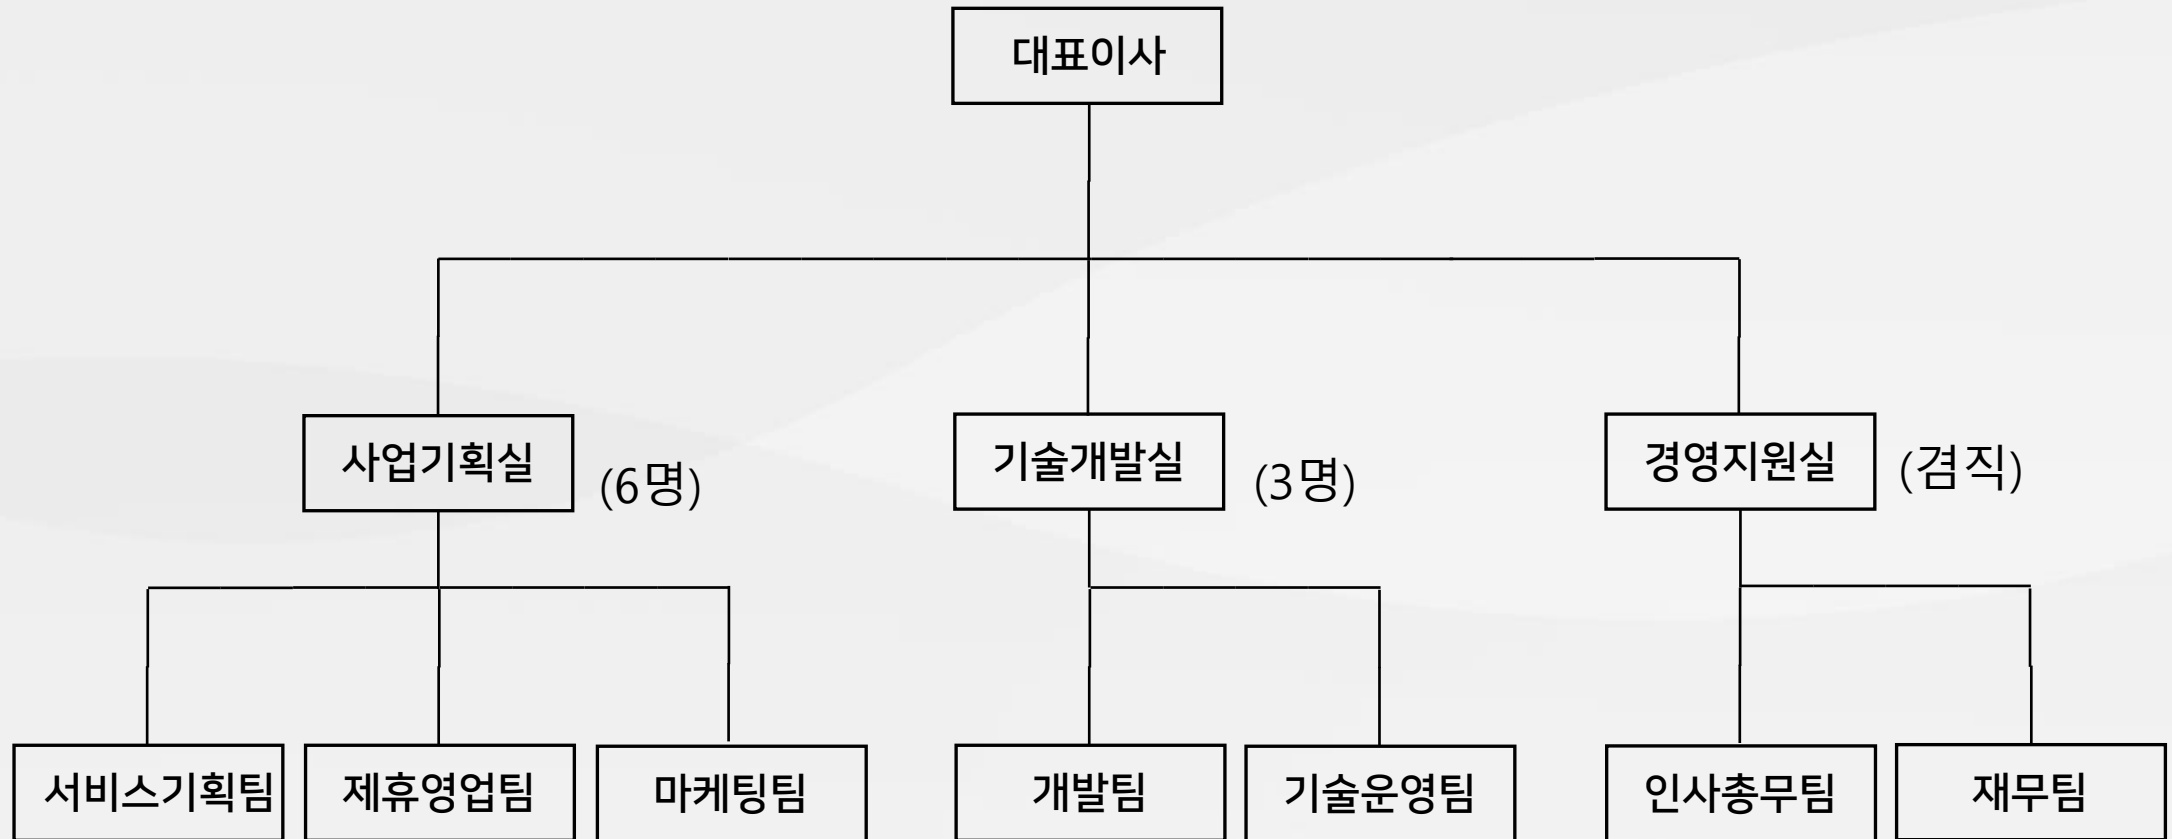 대표이사
사업기획실
(6명)
기술개발실
(3명)
경영지원실
(겸직)
서비스기획팀
제휴영업팀
마케팅팀
개발팀
기술운영팀
인사총무팀
재무팀